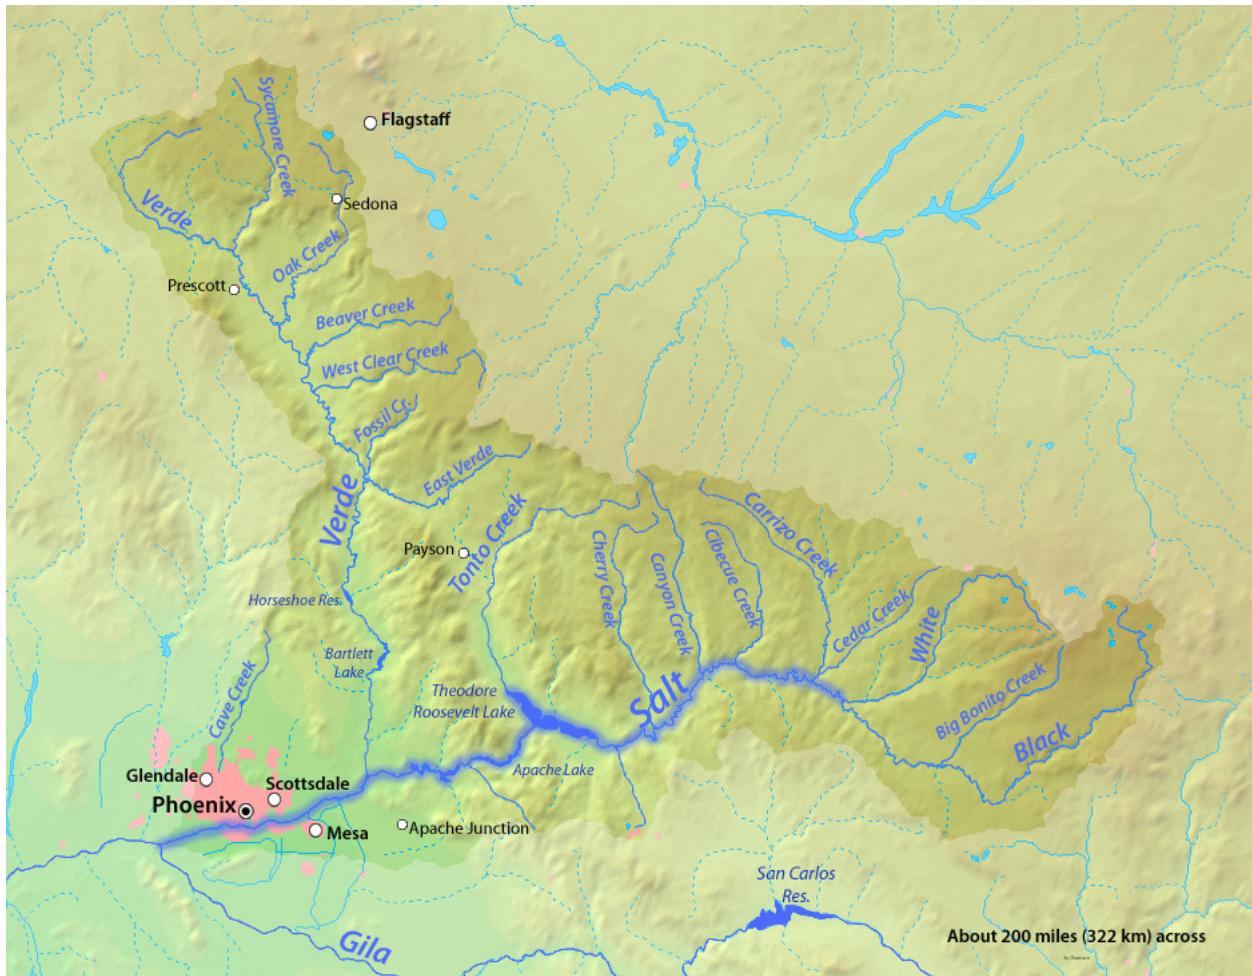 Sycamore Creek
Flagstaff
Verde
Sedona
Oak Creek
Prescott
Beaver Creek
West Clear Creek
Fossil Cr.
East Verde
Verde
Tonto Creek
Carrizo Creek
Payson
Cherry Creek
Canyon Creek
Cibecue Creek
Horseshoe Res.
Cedar Creek
White
Bartlett
Lake
Cave Creek
Theodore
Roosevelt Lake
Salt
Big Bonito Creek
Black
Apache Lake
Glendale
Scottsdale
Phoenix
Mesa
Apache Junction
San Carlos
Res.
Gila
About 200 miles (322 km) across